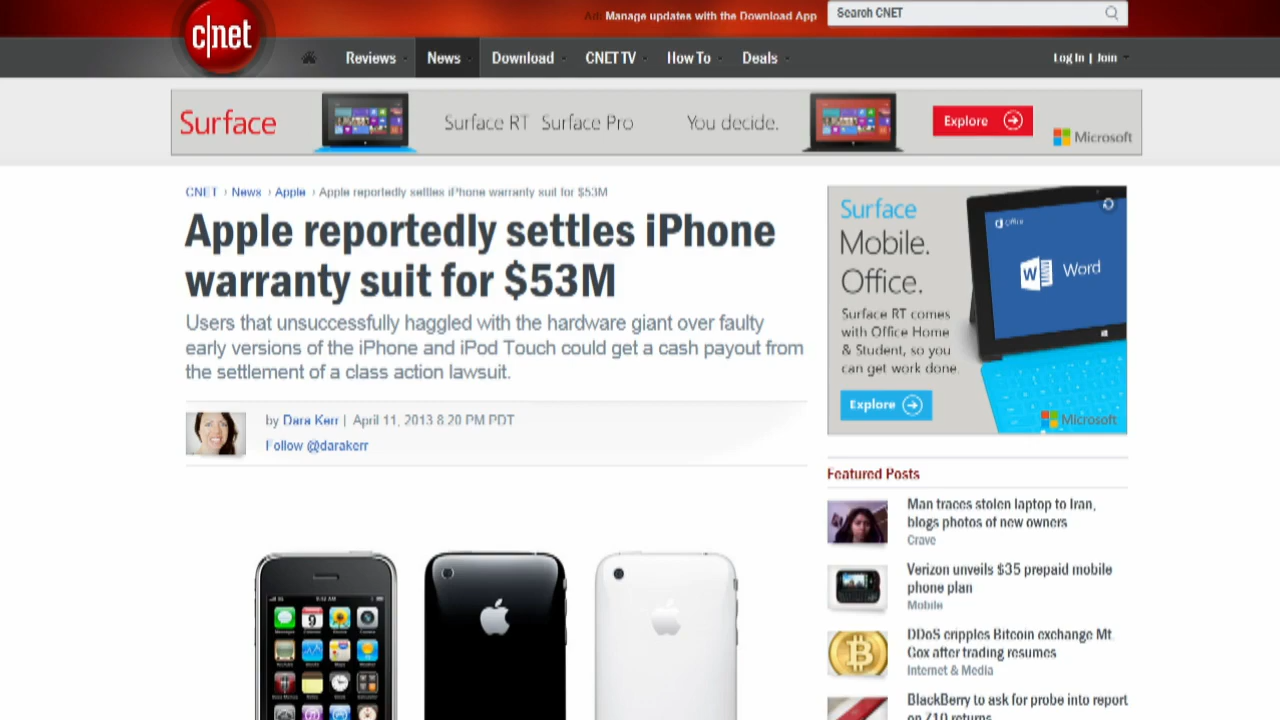 Ad: Manage updates with the Download App
Search CNET
c|net
Reviews
News
Download
CNET TV
How To
Deals
Log In | Join
Surface
Surface RT Surface Pro
You decide.
Explore
Microsoft
CNET › News › Apple › Apple reportedly settles iPhone warranty suit for $53M
Apple reportedly settles iPhone
warranty suit for $53M
Users that unsuccessfully haggled with the hardware giant over faulty
early versions of the iPhone and iPod Touch could get a cash payout from
the settlement of a class action lawsuit.
by Dara Kerr | April 11, 2013 8:20 PM PDT
Follow @darakerr
Surface
Mobile.
Office.
Surface RT comes
with Office Home
& Student, so you
can get work done.
Explore
Office
Word
Microsoft
Featured Posts
Man traces stolen laptop to Iran,
blogs photos of new owners
Crave
Verizon unveils $35 prepaid mobile
phone plan
Mobile
DDoS cripples Bitcoin exchange Mt.
Gox after trading resumes
Internet & Media
BlackBerry to ask for probe into report
on Z10 returns